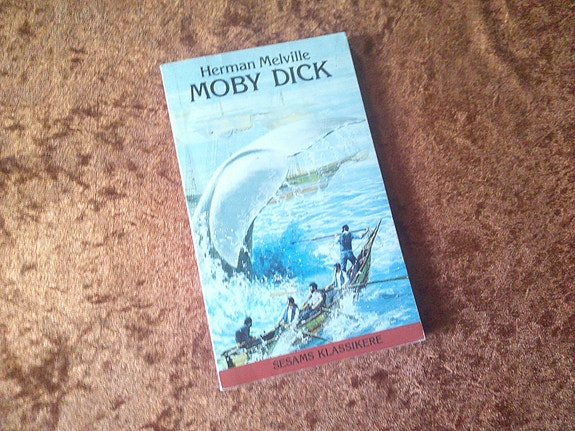 Herman Melville
MOBY DICK
SESAMS KLASSIKERE